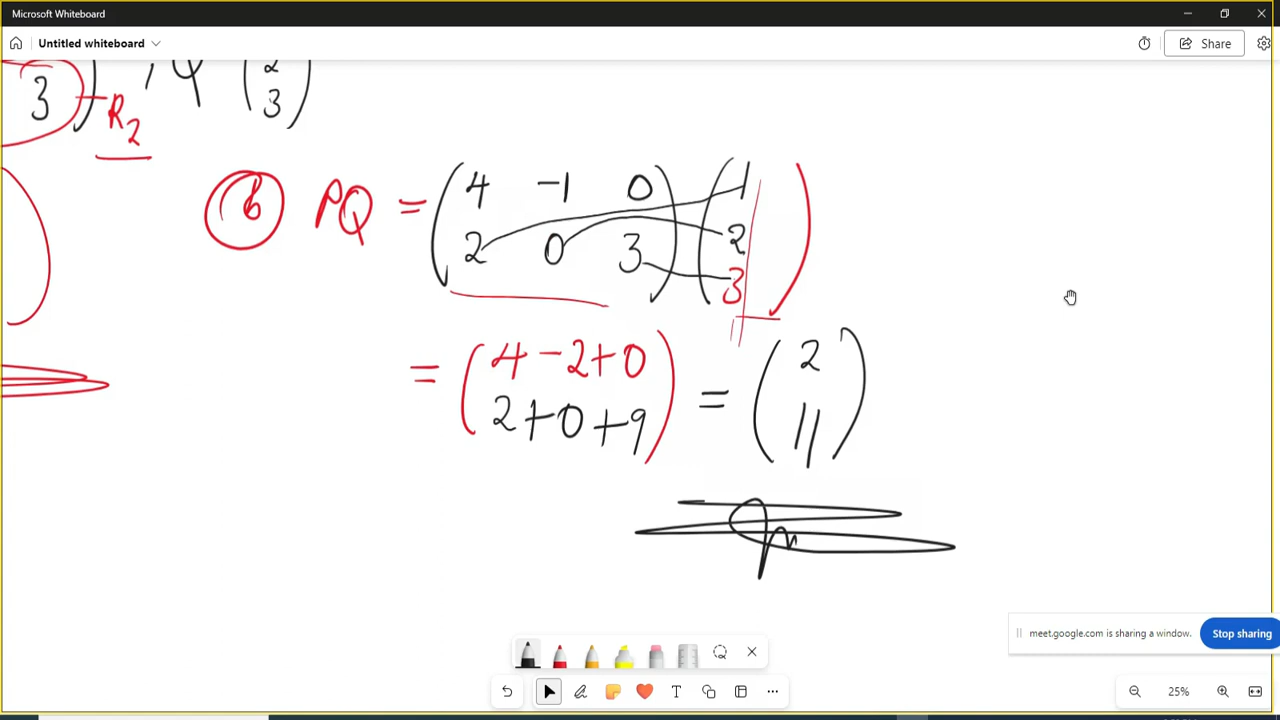 Microsoft Whiteboard
Untitled whiteboard
Share
3 ) R2 , Q ( 2
3 )
(b) PQ = ( 4 -1 0 ) ( 1
2 0 3 2
3 )
= ( 4 - 2 + 0 ) = ( 2
2 + 0 + 9 11 )
meet.google.com is sharing a window.
Stop sharing
25%